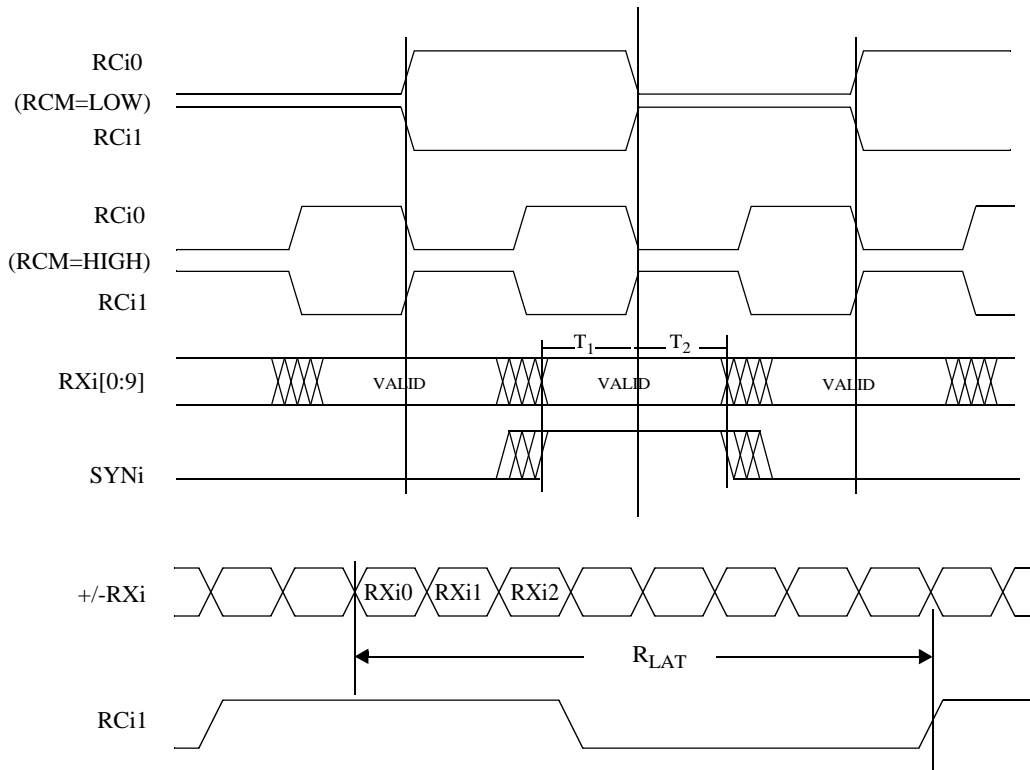 RCi0
(RCM=LOW)
RCi1
RCi0
(RCM=HIGH)
RCi1
T1 T2
RXi[0:9] VALID VALID VALID
SYNi
+/-RXi RXi0 RXi1 RXi2
RLAT
RCi1